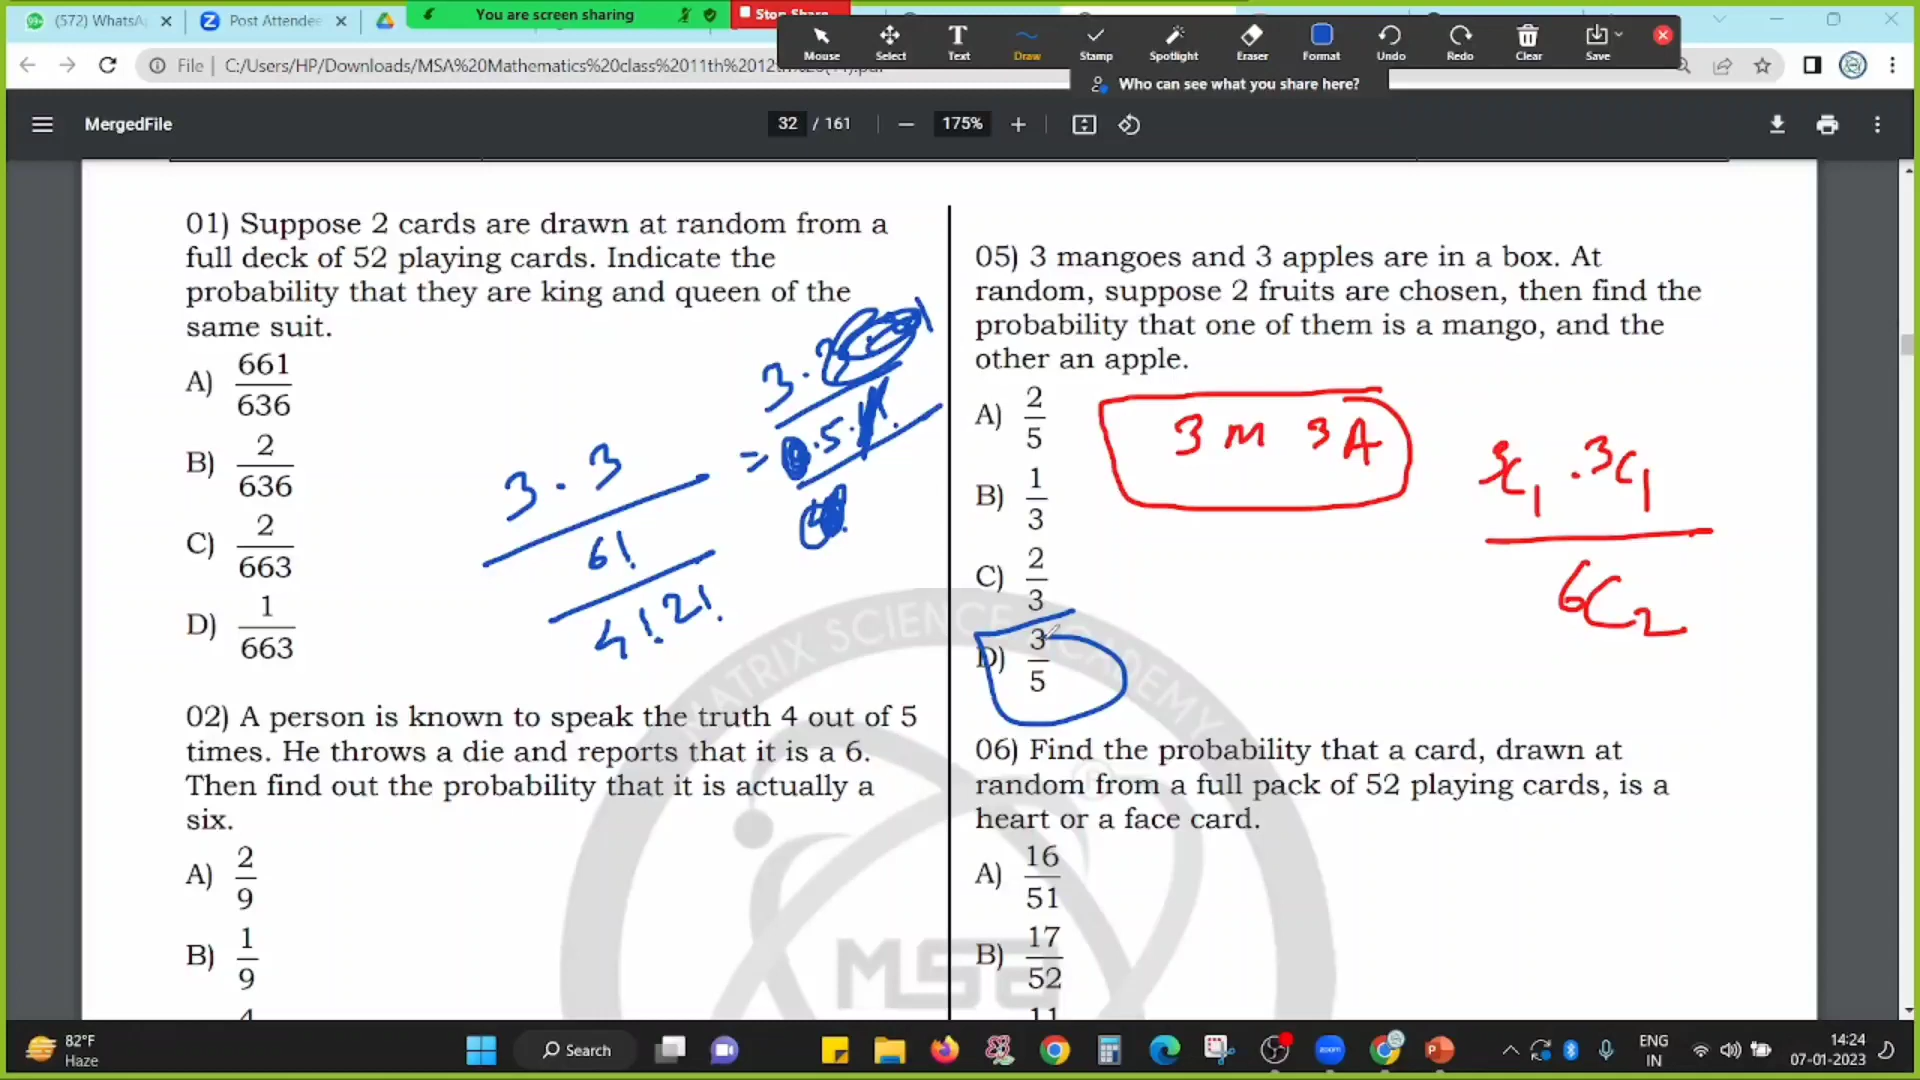 (572) WhatsA
Post Attendee
You are screen sharing
Stop Share
Mouse
Select
Text
Draw
Stamp
Spotlight
Eraser
Format
Undo
Redo
Clear
Save
File
C:/Users/HP/Downloads/MSA%20Mathematics%20class%2011th%2012th%20
Who can see what you share here?
MergedFile
32 / 161
175%
01) Suppose 2 cards are drawn at random from a
full deck of 52 playing cards. Indicate the
probability that they are king and queen of the
same suit.
A) 661/636
B) 2/636
C) 2/663
D) 1/663
3 . 3
6!
4! 2!
=
3 .
. 5 .
02) A person is known to speak the truth 4 out of 5
times. He throws a die and reports that it is a 6.
Then find out the probability that it is actually a
six.
A) 2/9
B) 1/9
4
05) 3 mangoes and 3 apples are in a box. At
random, suppose 2 fruits are chosen, then find the
probability that one of them is a mango, and the
other an apple.
A) 2/5
B) 1/3
C) 2/3
D) 3/5
3 M 3 A
3C1 . 3C1
6C2
06) Find the probability that a card, drawn at
random from a full pack of 52 playing cards, is a
heart or a face card.
A) 16/51
B) 17/52
11
MATRIX SCIENCE ACADEMY
MSA
82°F
Haze
Search
zoom
ENG
IN
14:24
07-01-2023